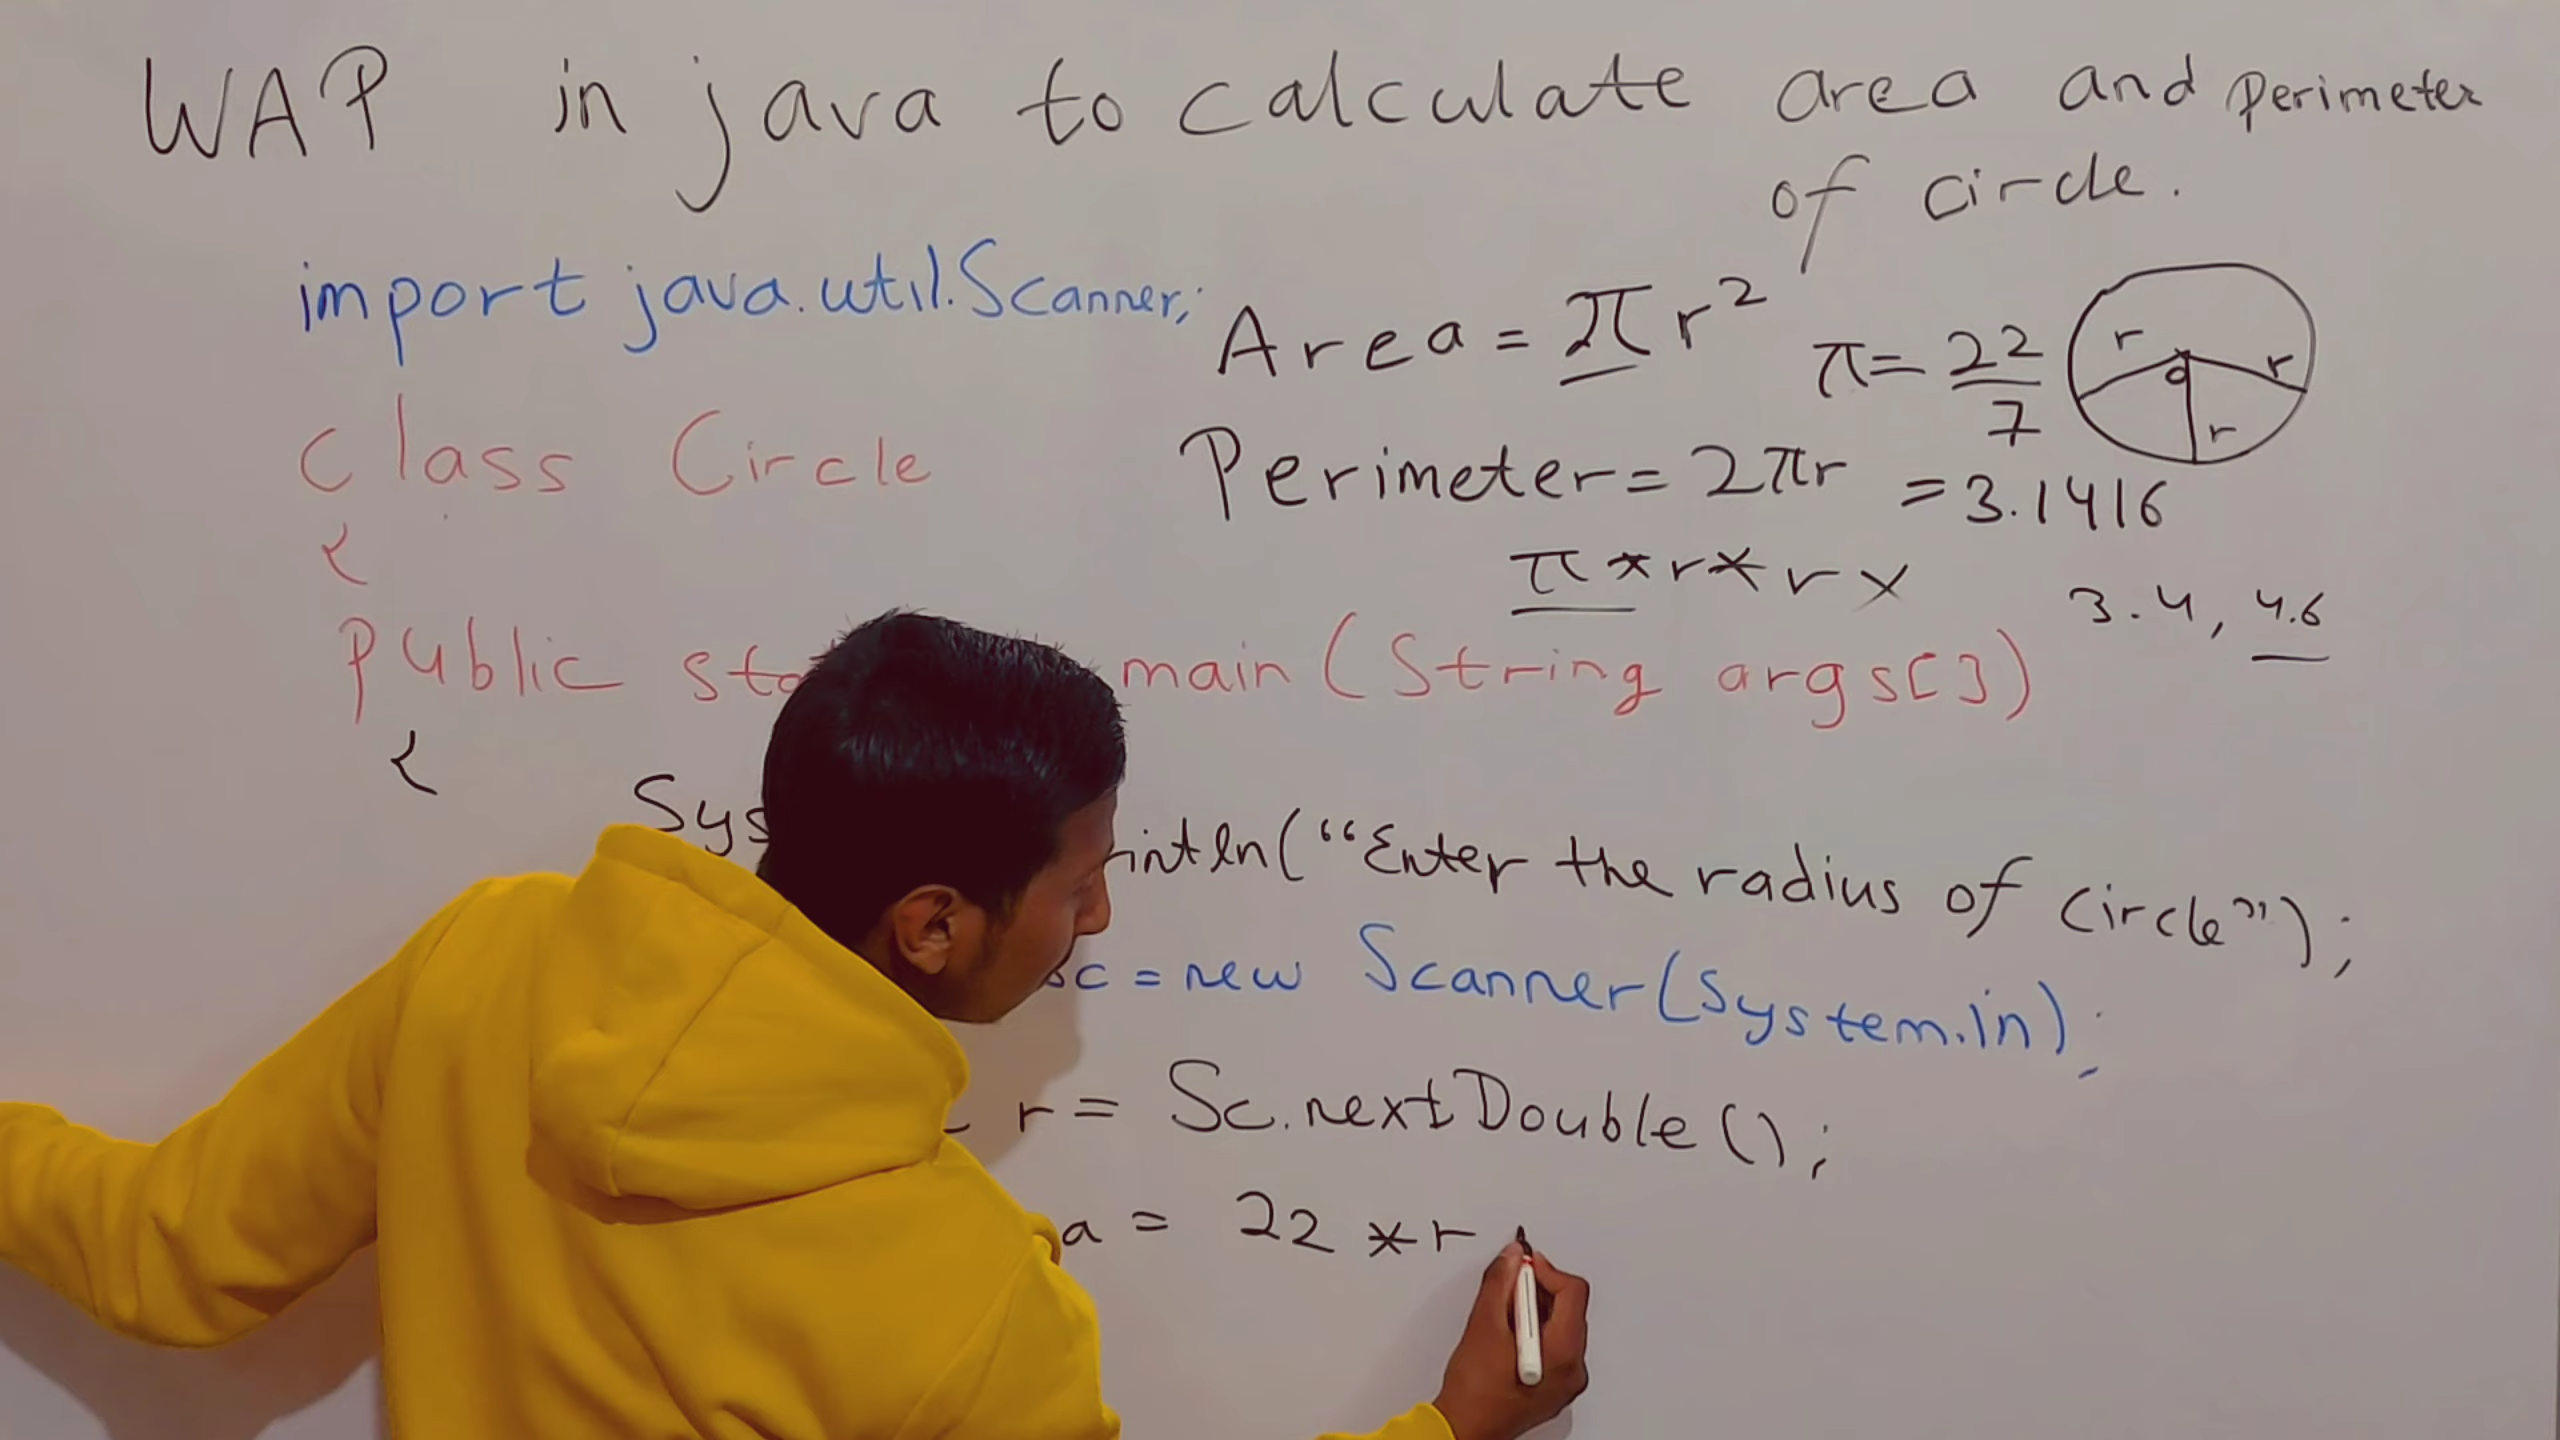 WAP in java to calculate area and perimeter
of circle.
import java.util.Scanner;
Area = πr²
π = 22/7
r r
o
r
class Circle
Perimeter = 2πr
= 3.1416
{
π * r * r ×
3.4, 4.6
public main (String args[])
{
("Enter the radius of circle");
sc = new Scanner(System.in);
r = Sc.nextDouble();
a = 22 * r